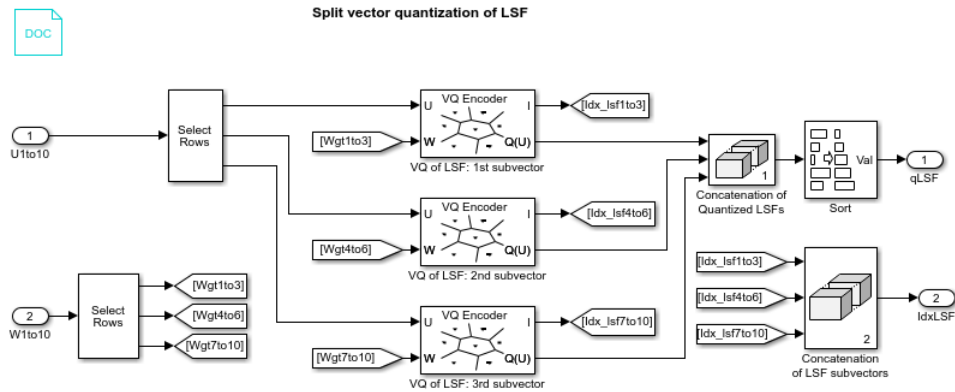 Split vector quantization of LSF
DOC
1
U1to10
Select
Rows
VQ Encoder
U
I
W
Q(U)
VQ of LSF: 1st subvector
[Wgt1to3]
[Idx_lsf1to3]
VQ Encoder
U
I
W
Q(U)
VQ of LSF: 2nd subvector
[Wgt4to6]
[Idx_lsf4to6]
1
Concatenation of
Quantized LSFs
Val
Sort
1
qLSF
2
W1to10
Select
Rows
[Wgt1to3]
[Wgt4to6]
[Wgt7to10]
VQ Encoder
U
I
W
Q(U)
VQ of LSF: 3rd subvector
[Wgt7to10]
[Idx_lsf7to10]
[Idx_lsf1to3]
[Idx_lsf4to6]
[Idx_lsf7to10]
2
Concatenation
of LSF subvectors
2
IdxLSF